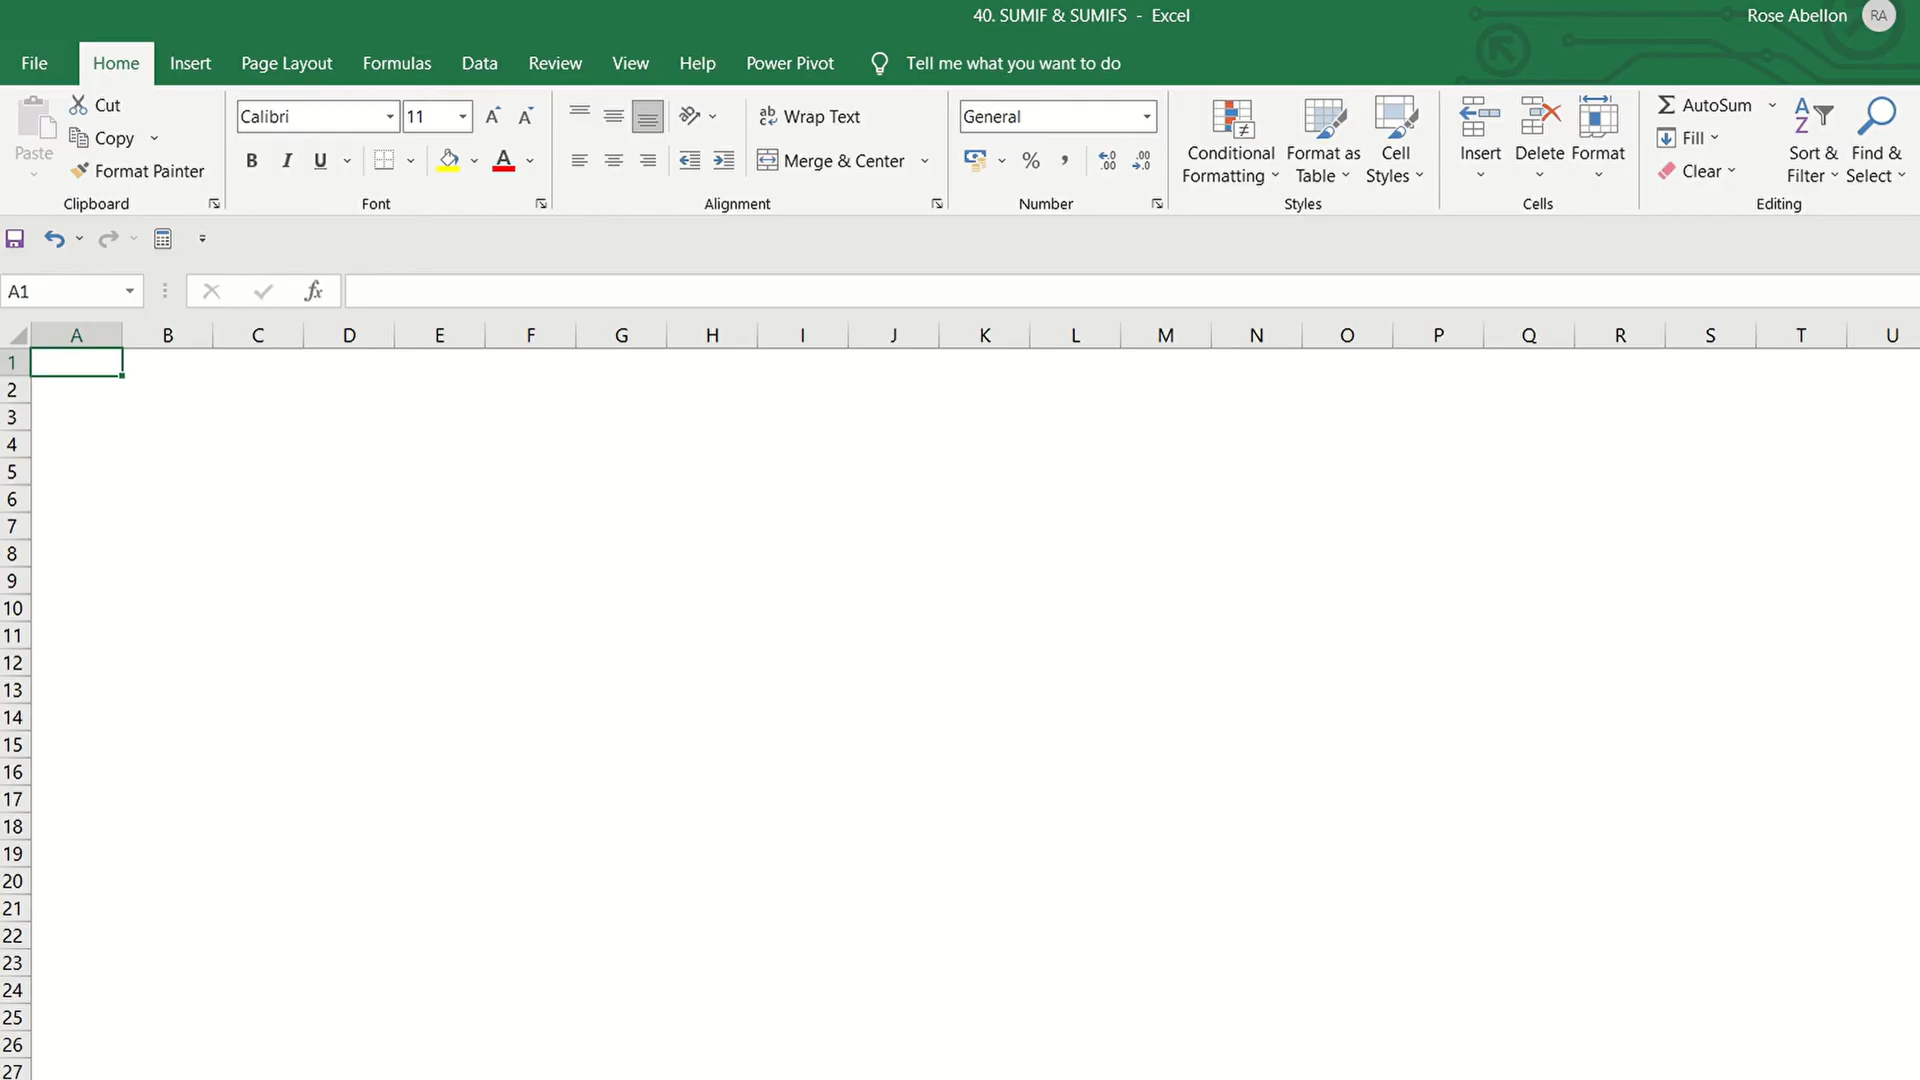 40. SUMIF & SUMIFS - Excel
Rose Abellon RA
File Home Insert Page Layout Formulas Data Review View Help Power Pivot Tell me what you want to do
Paste
Cut
Copy
Format Painter
Clipboard
Calibri 11
B I U
Font
Wrap Text
Merge & Center
Alignment
General
Number
Conditional Formatting
Format as Table
Cell Styles
Styles
Insert
Delete
Format
Cells
AutoSum
Fill
Clear
Sort & Filter
Find & Select
Editing
A1 fx
A B C D E F G H I J K L M N O P Q R S T U
1
2
3
4
5
6
7
8
9
10
11
12
13
14
15
16
17
18
19
20
21
22
23
24
25
26
27